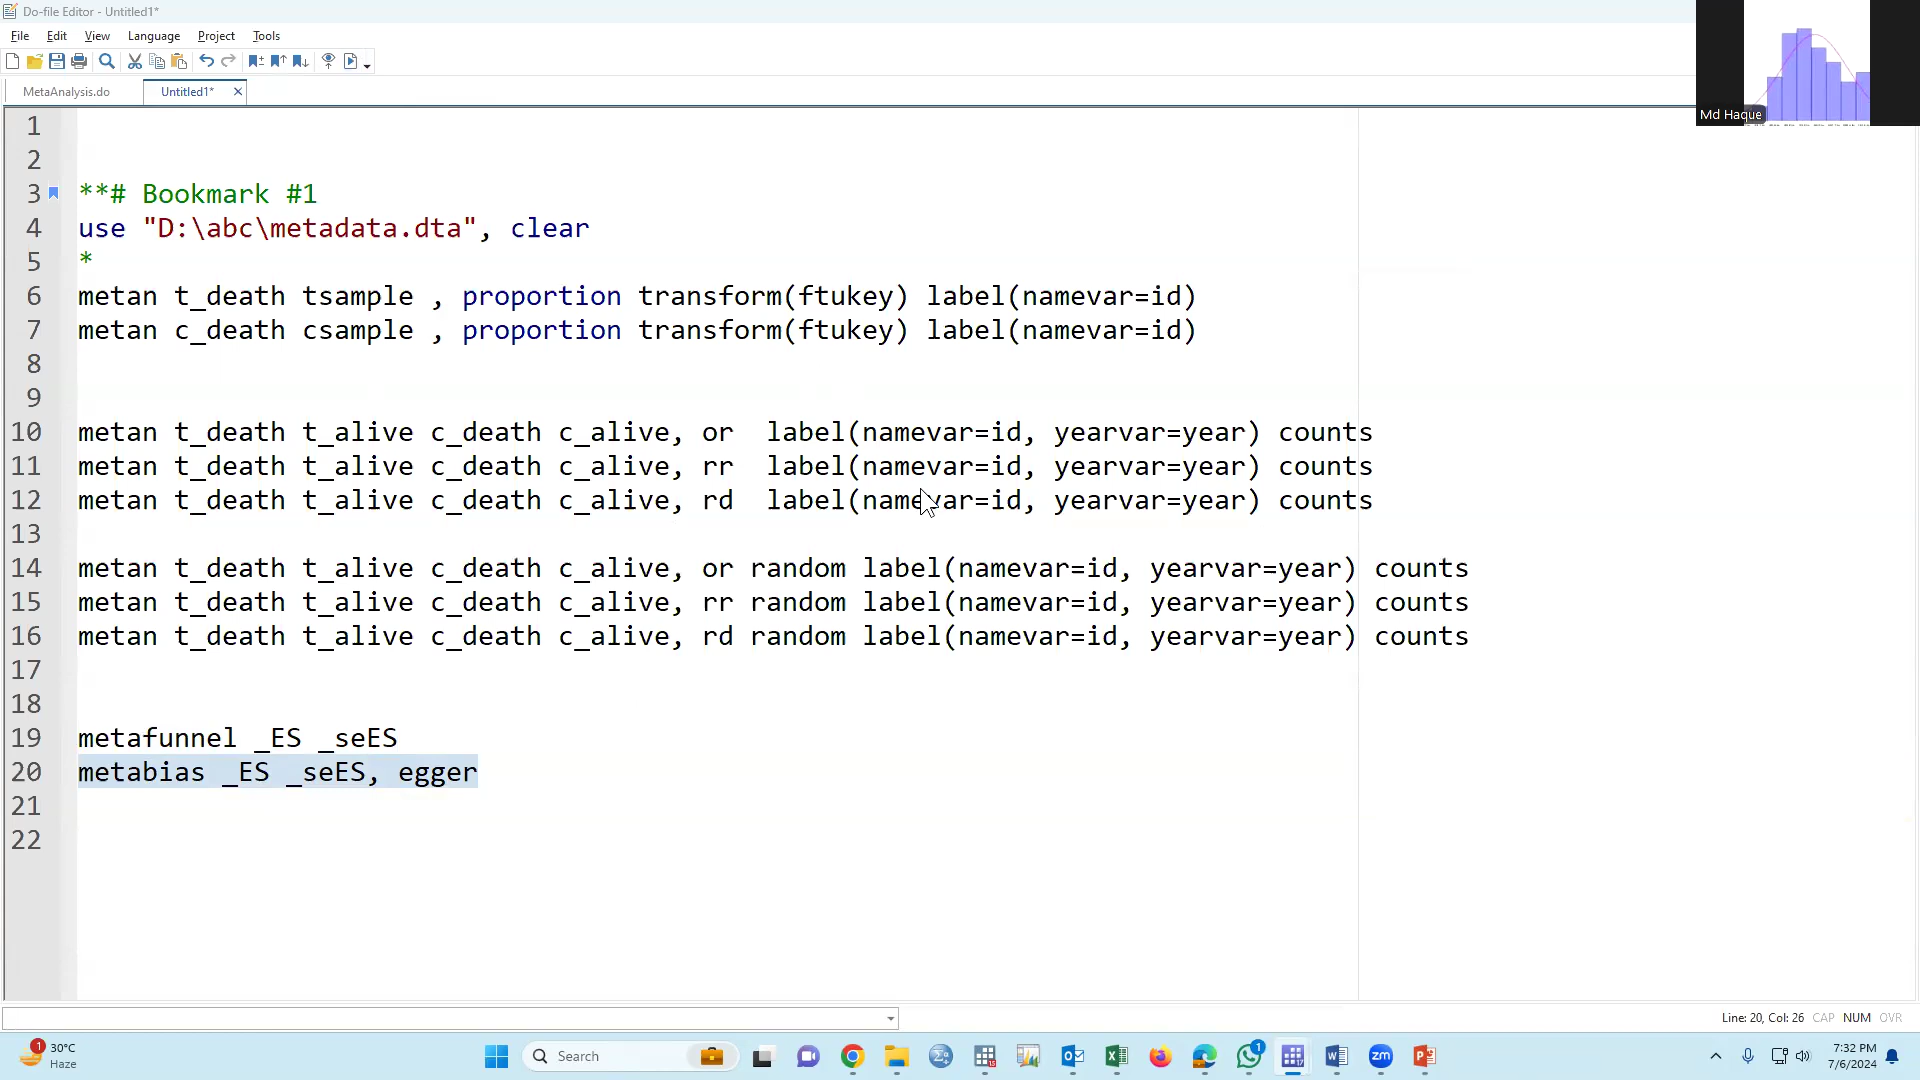 Do-file Editor - Untitled1*
File Edit View Language Project Tools
MetaAnalysis.do Untitled1*
Md Haque
1
2
3 **# Bookmark #1
4 use "D:\abc\metadata.dta", clear
5 *
6 metan t_death tsample , proportion transform(ftukey) label(namevar=id)
7 metan c_death csample , proportion transform(ftukey) label(namevar=id)
8
9
10 metan t_death t_alive c_death c_alive, or  label(namevar=id, yearvar=year) counts
11 metan t_death t_alive c_death c_alive, rr  label(namevar=id, yearvar=year) counts
12 metan t_death t_alive c_death c_alive, rd  label(namevar=id, yearvar=year) counts
13
14 metan t_death t_alive c_death c_alive, or random label(namevar=id, yearvar=year) counts
15 metan t_death t_alive c_death c_alive, rr random label(namevar=id, yearvar=year) counts
16 metan t_death t_alive c_death c_alive, rd random label(namevar=id, yearvar=year) counts
17
18
19 metafunnel _ES _seES
20 metabias _ES _seES, egger
21
22
Line: 20, Col: 26 CAP NUM OVR
1 30°C
Haze
Search
1
zm
7:32 PM
7/6/2024